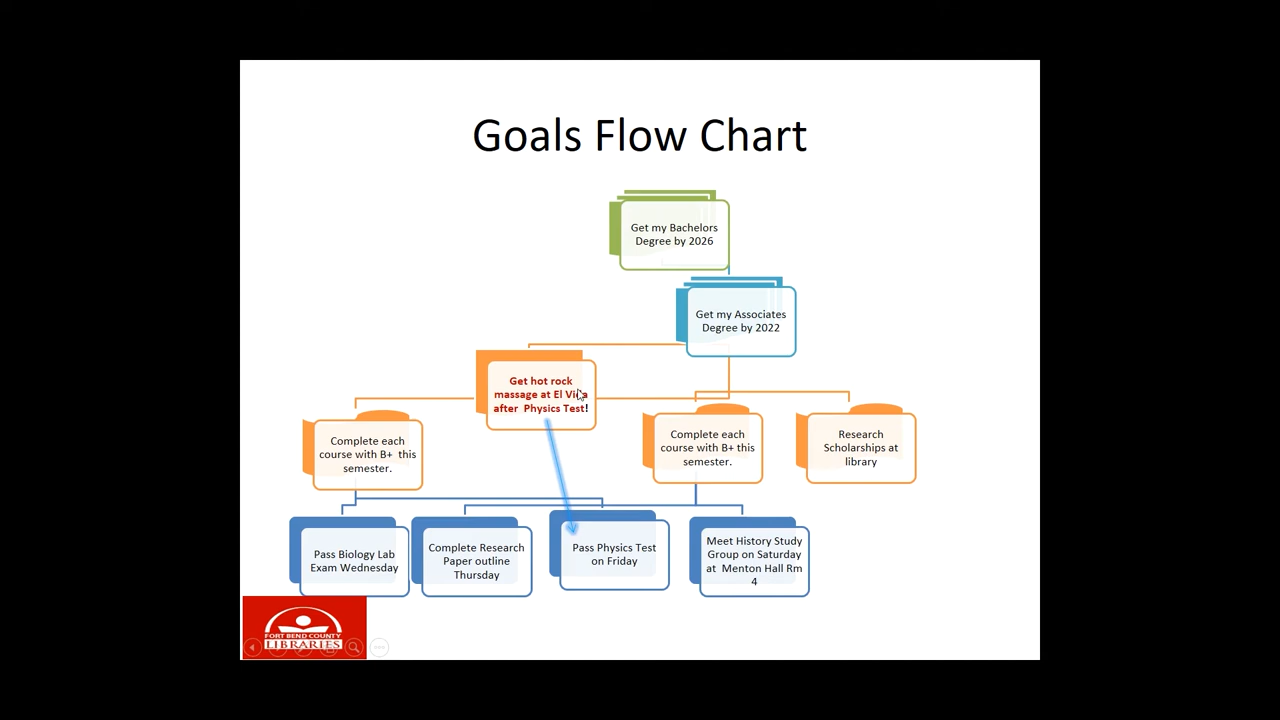 Goals Flow Chart
Get my Bachelors
Degree by 2026
Get my Associates
Degree by 2022
Get hot rock
massage at El Vida
after  Physics Test!
Complete each
course with B+  this
semester.
Complete each
course with B+ this
semester.
Research
Scholarships at
library
Pass Biology Lab
Exam Wednesday
Complete Research
Paper outline
Thursday
Pass Physics Test
on Friday
Meet History Study
Group on Saturday
at  Menton Hall Rm
4
FORT BEND COUNTY
LIBRARIES